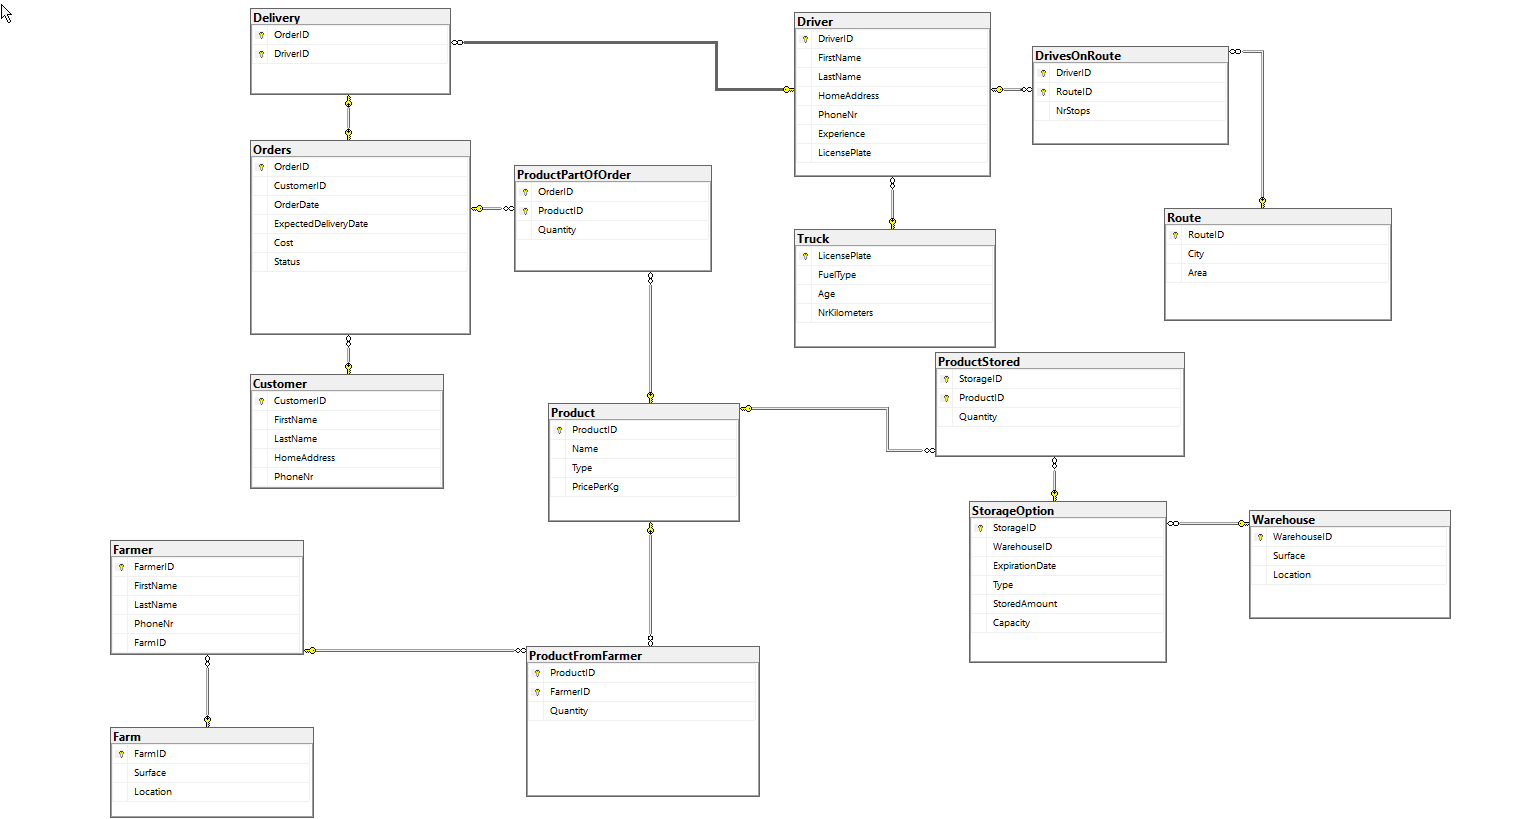 Delivery
OrderID
DriverID
Driver
DriverID
FirstName
LastName
HomeAddress
PhoneNr
Experience
LicensePlate
DrivesOnRoute
DriverID
RouteID
NrStops
Orders
OrderID
CustomerID
OrderDate
ExpectedDeliveryDate
Cost
Status
ProductPartOfOrder
OrderID
ProductID
Quantity
Truck
LicensePlate
FuelType
Age
NrKilometers
Route
RouteID
City
Area
Customer
CustomerID
FirstName
LastName
HomeAddress
PhoneNr
Product
ProductID
Name
Type
PricePerKg
ProductStored
StorageID
ProductID
Quantity
StorageOption
StorageID
WarehouseID
ExpirationDate
Type
StoredAmount
Capacity
Warehouse
WarehouseID
Surface
Location
Farmer
FarmerID
FirstName
LastName
PhoneNr
FarmID
ProductFromFarmer
ProductID
FarmerID
Quantity
Farm
FarmID
Surface
Location